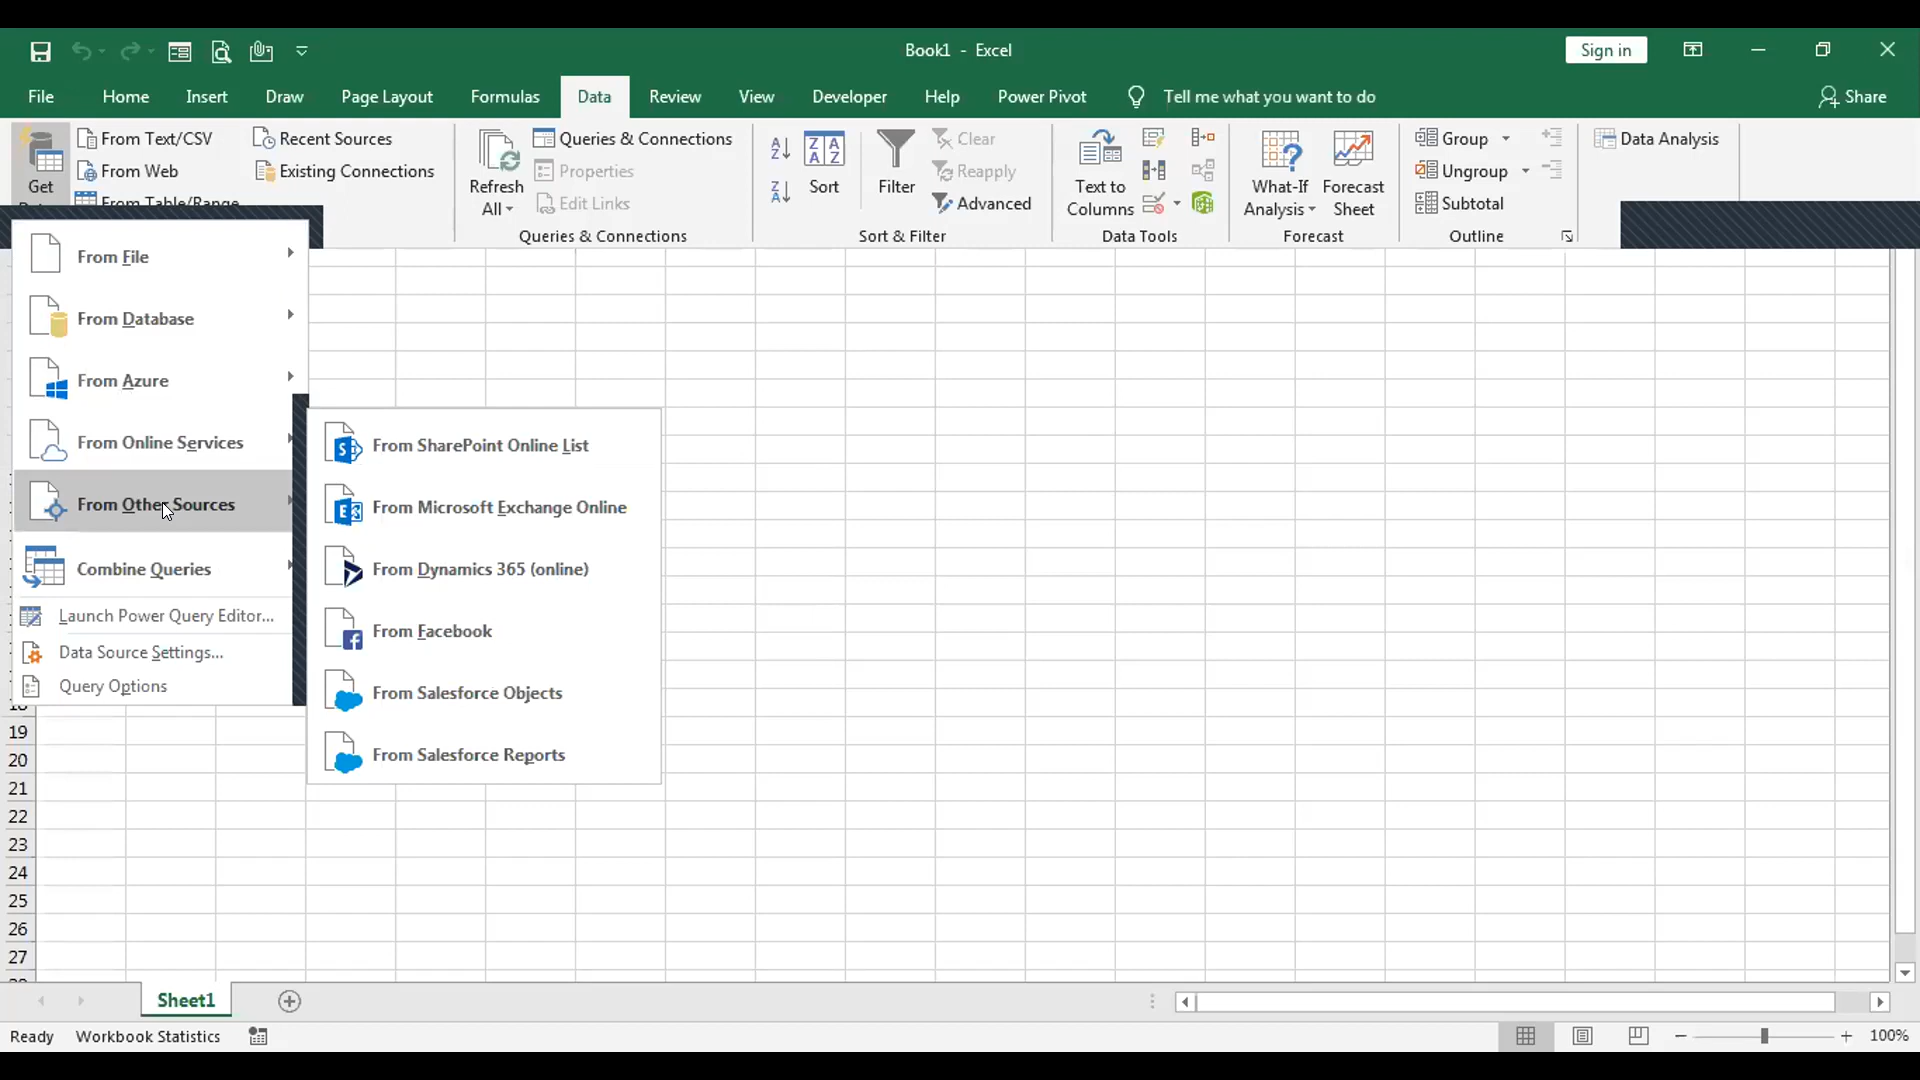 Book1 - Excel
Sign in
File
Home
Insert
Draw
Page Layout
Formulas
Data
Review
View
Developer
Help
Power Pivot
Tell me what you want to do
Share
Get
From Text/CSV
From Web
From Table/Range
Recent Sources
Existing Connections
Refresh
All
Queries & Connections
Properties
Edit Links
Queries & Connections
Sort
Filter
Clear
Reapply
Advanced
Sort & Filter
Text to
Columns
Data Tools
What-If
Analysis
Forecast
Sheet
Forecast
Group
Ungroup
Subtotal
Outline
Data Analysis
From File
From Database
From Azure
From Online Services
From Other Sources
Combine Queries
Launch Power Query Editor...
Data Source Settings...
Query Options
From SharePoint Online List
From Microsoft Exchange Online
From Dynamics 365 (online)
From Facebook
From Salesforce Objects
From Salesforce Reports
19
20
21
22
23
24
25
26
27
Sheet1
Ready
Workbook Statistics
100%